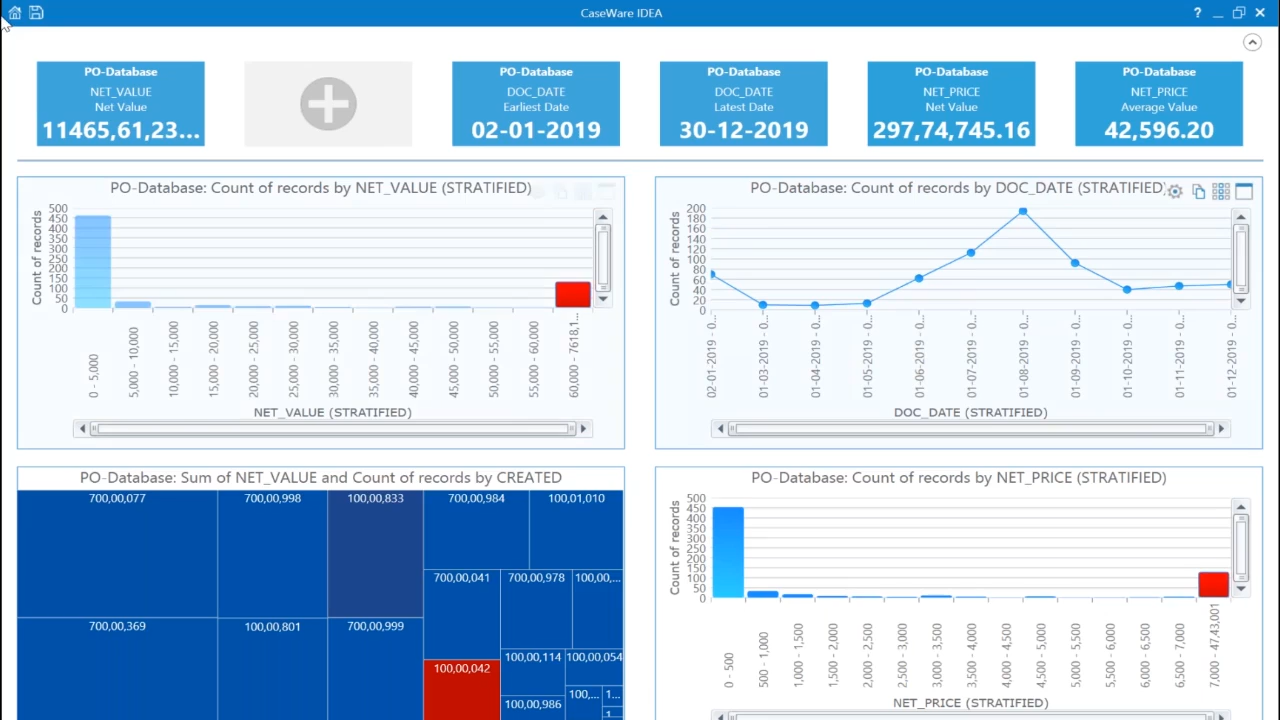 CaseWare IDEA
?
PO-Database
NET_VALUE
Net Value
11465,61,23...
PO-Database
DOC_DATE
Earliest Date
02-01-2019
PO-Database
DOC_DATE
Latest Date
30-12-2019
PO-Database
NET_PRICE
Net Value
297,74,745.16
PO-Database
NET_PRICE
Average Value
42,596.20
PO-Database: Count of records by NET_VALUE (STRATIFIED)
Count of records
500
450
400
350
300
250
200
150
100
50
0
0 - 5,000
5,000 - 10,000
10,000 - 15,000
15,000 - 20,000
20,000 - 25,000
25,000 - 30,000
30,000 - 35,000
35,000 - 40,000
40,000 - 45,000
45,000 - 50,000
50,000 - 55,000
55,000 - 60,000
60,000 - 7618,1...
NET_VALUE (STRATIFIED)
PO-Database: Count of records by DOC_DATE (STRATIFIED)
Count of records
200
180
160
140
120
100
80
60
40
20
0
02-01-2019 - 0...
01-03-2019 - 0...
01-04-2019 - 0...
01-05-2019 - 0...
01-06-2019 - 0...
01-07-2019 - 0...
01-08-2019 - 0...
01-09-2019 - 0...
01-10-2019 - 0...
01-11-2019 - 0...
01-12-2019 - 0...
DOC_DATE (STRATIFIED)
PO-Database: Sum of NET_VALUE and Count of records by CREATED
700,00,077
700,00,998
100,00,833
700,00,984
100,01,010
700,00,041
700,00,978
100,00,...
700,00,369
100,00,801
700,00,999
100,00,042
100,00,114
100,00,054
100,...
1...
100,00,986
1...
PO-Database: Count of records by NET_PRICE (STRATIFIED)
Count of records
500
450
400
350
300
250
200
150
100
50
0
0 - 500
500 - 1,000
1,000 - 1,500
1,500 - 2,000
2,000 - 2,500
2,500 - 3,000
3,000 - 3,500
3,500 - 4,000
4,000 - 4,500
4,500 - 5,000
5,000 - 5,500
5,500 - 6,000
6,000 - 6,500
6,500 - 7,000
7,000 - 47,43,001
NET_PRICE (STRATIFIED)